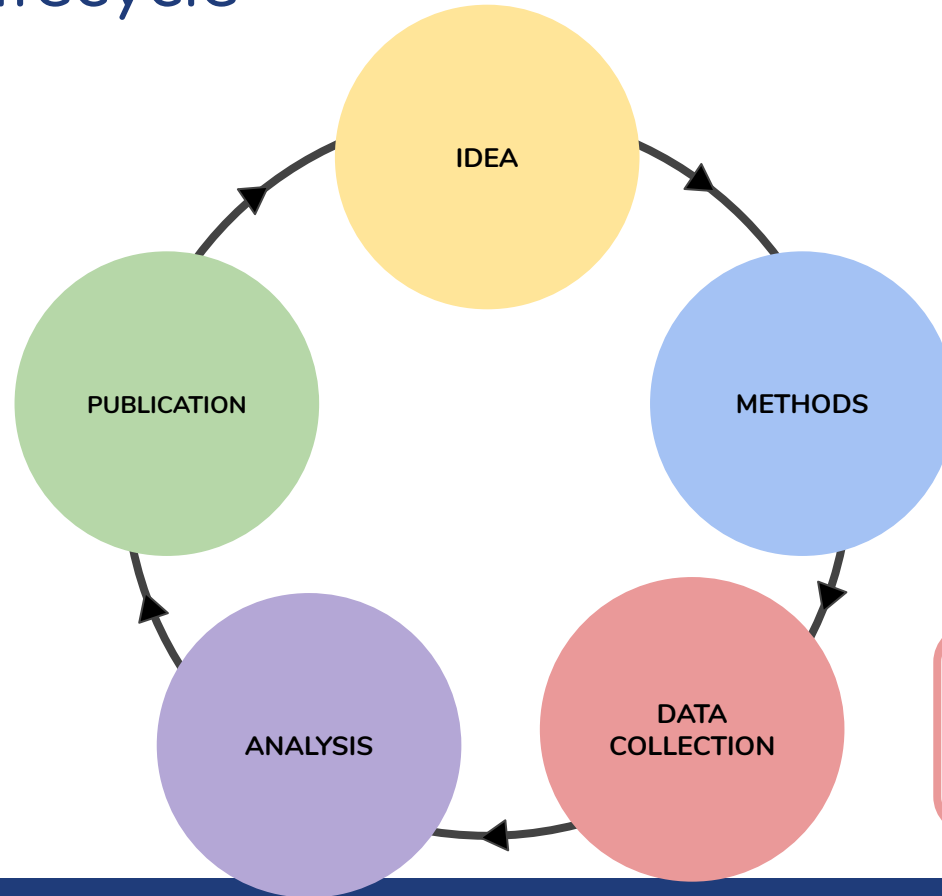 IDEA
METHODS
DATA
COLLECTION
ANALYSIS
PUBLICATION